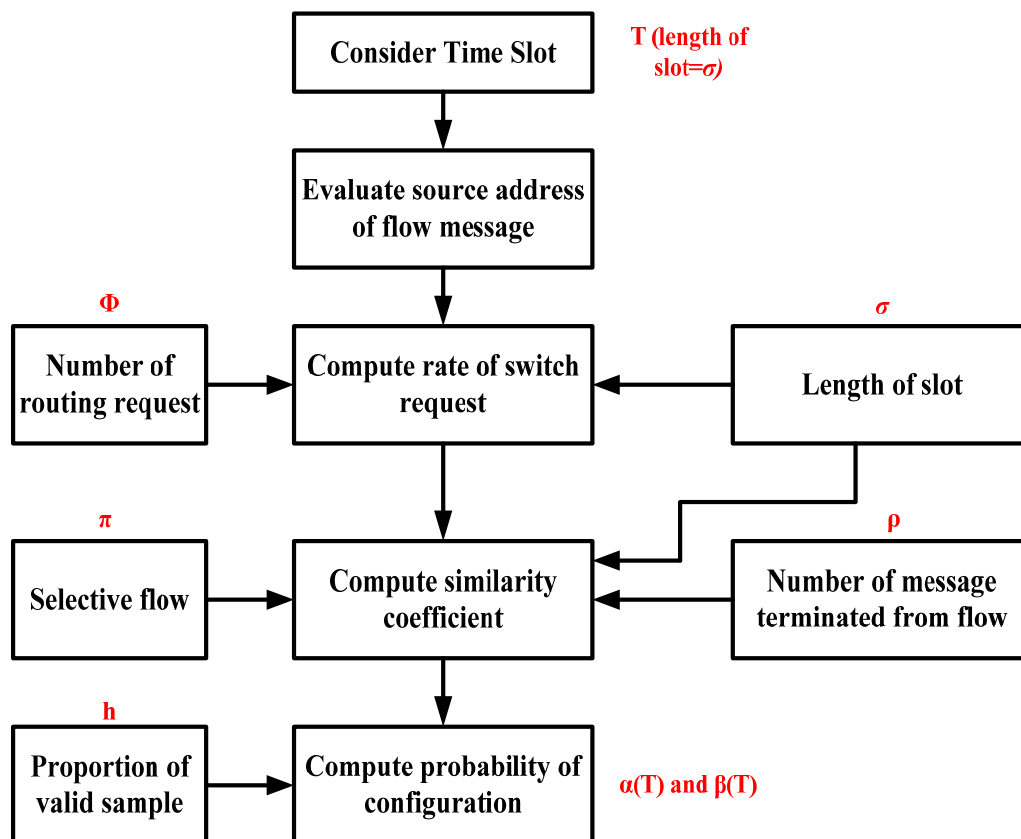 Consider Time Slot
T (length of
slot=σ)
Evaluate source address
of flow message
Φ
σ
Number of
routing request
Compute rate of switch
request
Length of slot
π
ρ
Selective flow
Compute similarity
coefficient
Number of message
terminated from flow
h
Proportion of
valid sample
Compute probability of
configuration
α(T) and β(T)